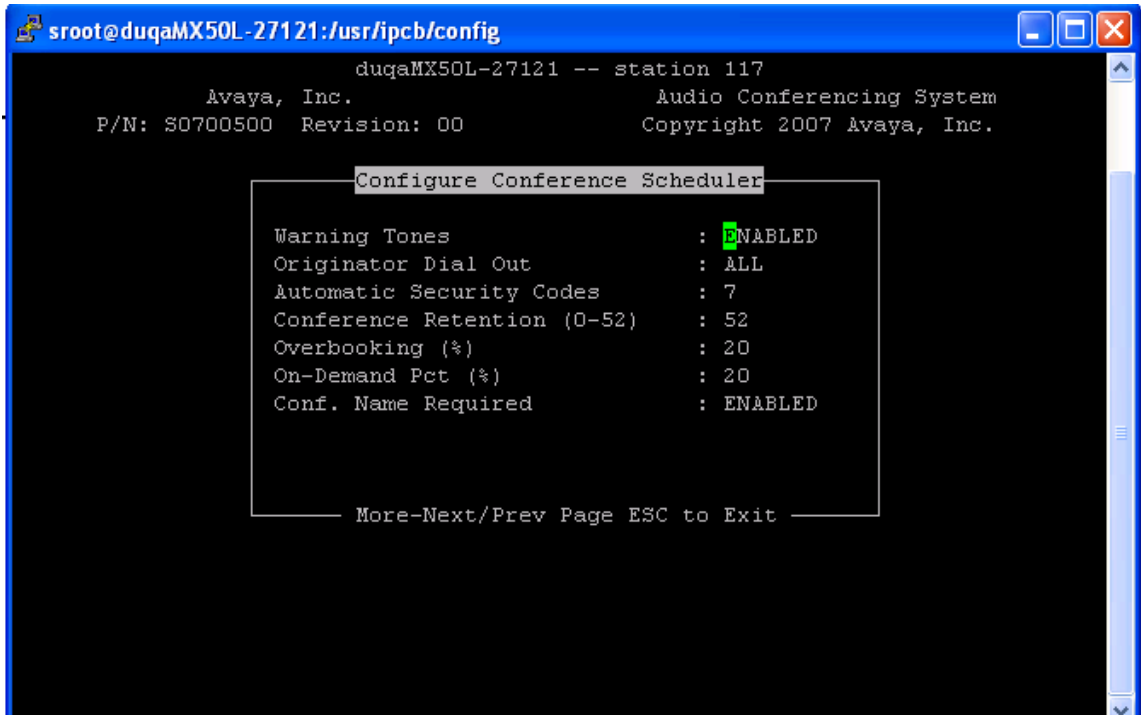 sroot@duqaMX50L-27121:/usr/ipcb/config
duqaMX50L-27121 -- station 117
Avaya, Inc. Audio Conferencing System
P/N: S0700500 Revision: 00 Copyright 2007 Avaya, Inc.
Configure Conference Scheduler
Warning Tones : ENABLED
Originator Dial Out : ALL
Automatic Security Codes : 7
Conference Retention (0-52) : 52
Overbooking (%) : 20
On-Demand Pct (%) : 20
Conf. Name Required : ENABLED
More-Next/Prev Page ESC to Exit